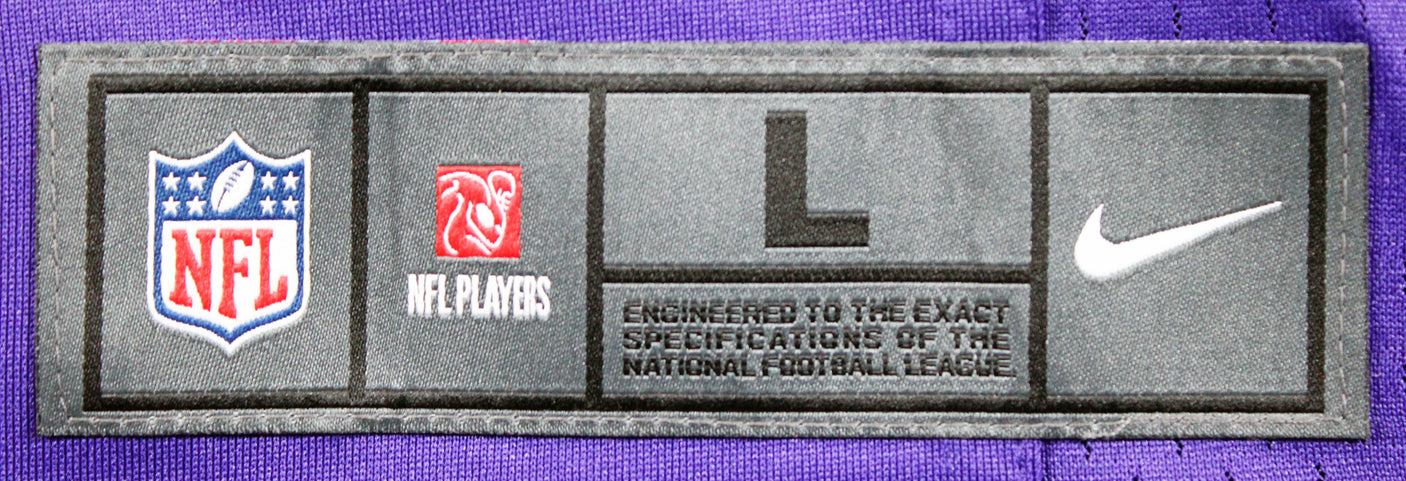 NFL
NFL PLAYERS
L
ENGINEERED TO THE EXACT
SPECIFICATIONS OF THE
NATIONAL FOOTBALL LEAGUE.